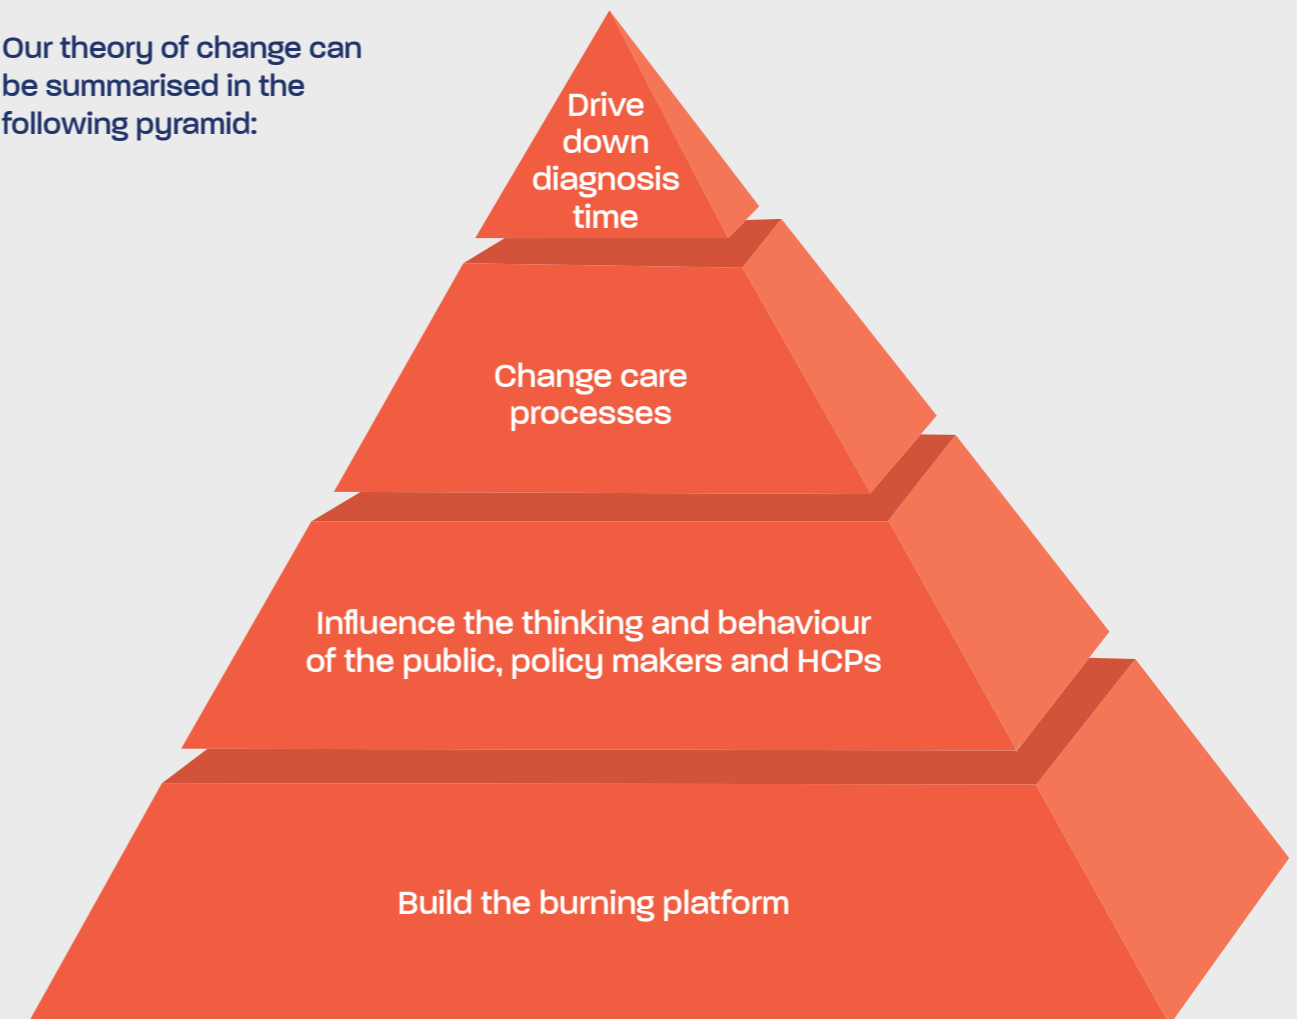 Our theory of change can
be summarised in the
following pyramid:
Drive
down
diagnosis
time
Change care
processes
Influence the thinking and behaviour
of the public, policy makers and HCPs
Build the burning platform